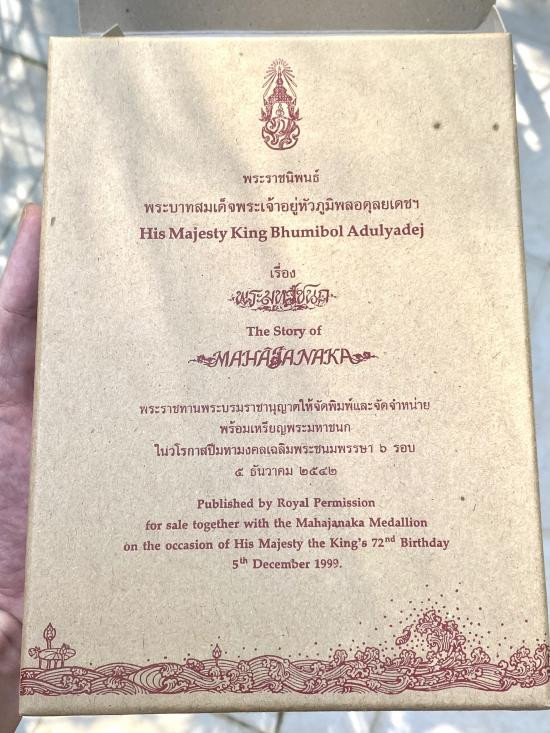 พระราชนิพนธ์
พระบาทสมเด็จพระเจ้าอยู่หัวภูมิพลอดุลยเดชฯ
His Majesty King Bhumibol Adulyadej
เรื่อง
พระมหาชนก
The Story of
MAHAJANAKA
พระราชทานพระบรมราชานุญาตให้จัดพิมพ์และจัดจำหน่าย
พร้อมเหรียญพระมหาชนก
ในวโรกาสปีมหามงคลเฉลิมพระชนมพรรษา ๖ รอบ
๕ ธันวาคม ๒๕๔๒
Published by Royal Permission
for sale together with the Mahajanaka Medallion
on the occasion of His Majesty the King's 72nd Birthday
5th December 1999.